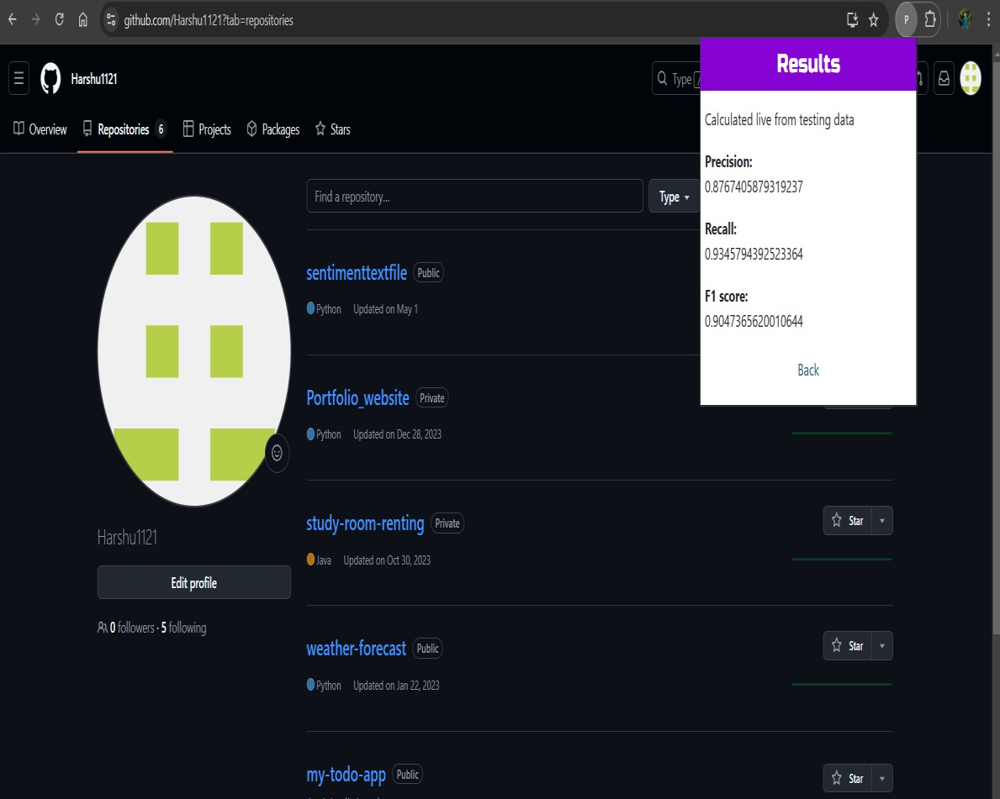 github.com/Harshu1121?tab=repositories
P
Harshu1121
Type /
Overview
Repositories 6
Projects
Packages
Stars
Find a repository...
Type
sentimenttextfile Public
Python Updated on May 1
Portfolio_website Private
Python Updated on Dec 28, 2023
study-room-renting Private
Java Updated on Oct 30, 2023
Star
weather-forecast Public
Python Updated on Jan 22, 2023
Star
my-todo-app Public
Star
Harshu1121
Edit profile
0 followers · 5 following
Results
Calculated live from testing data
Precision:
0.8767405879319237
Recall:
0.9345794392523364
F1 score:
0.9047365620010644
Back